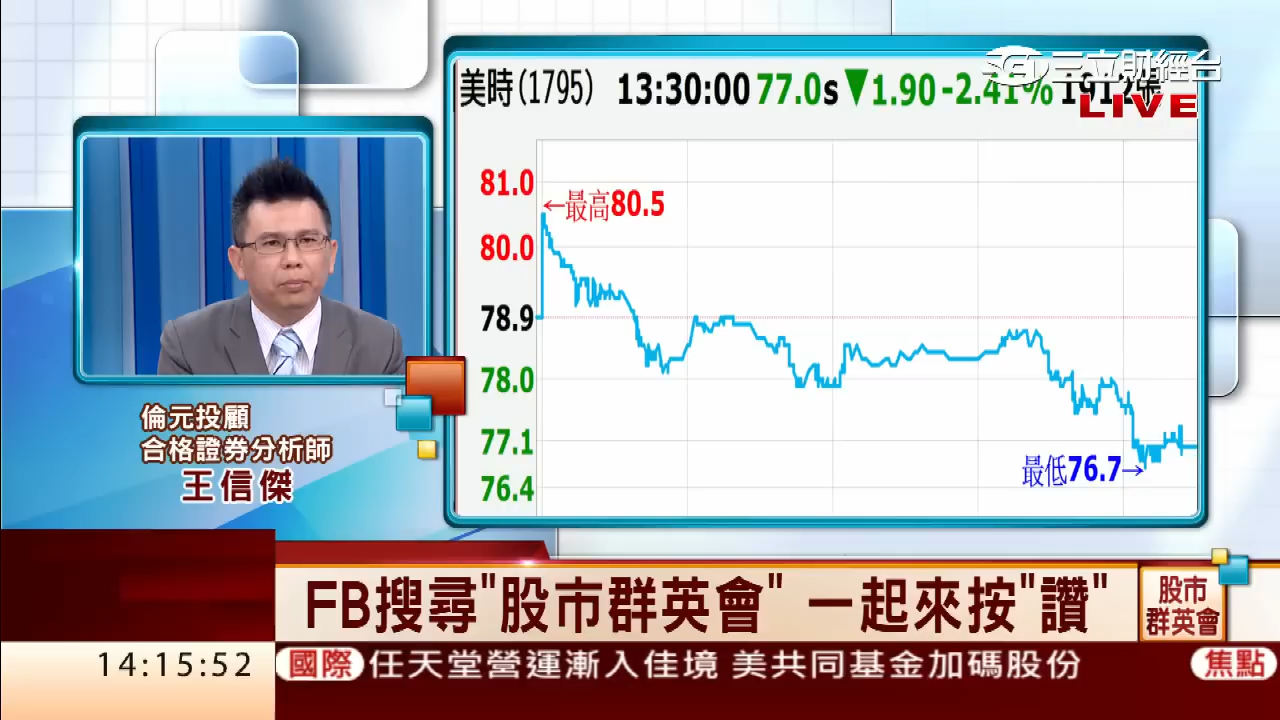 美時(1795) 13:30:00 77.0s▼1.90-2.41% 1912張
三立財經台
LIVE
81.0
80.0
78.9
78.0
77.1
76.4
←最高80.5
最低76.7→
倫元投顧
合格證券分析師
王信傑
FB搜尋"股市群英會" 一起來按"讚"
股市
群英會
14:15:52
國際 任天堂營運漸入佳境 美共同基金加碼股份 焦點